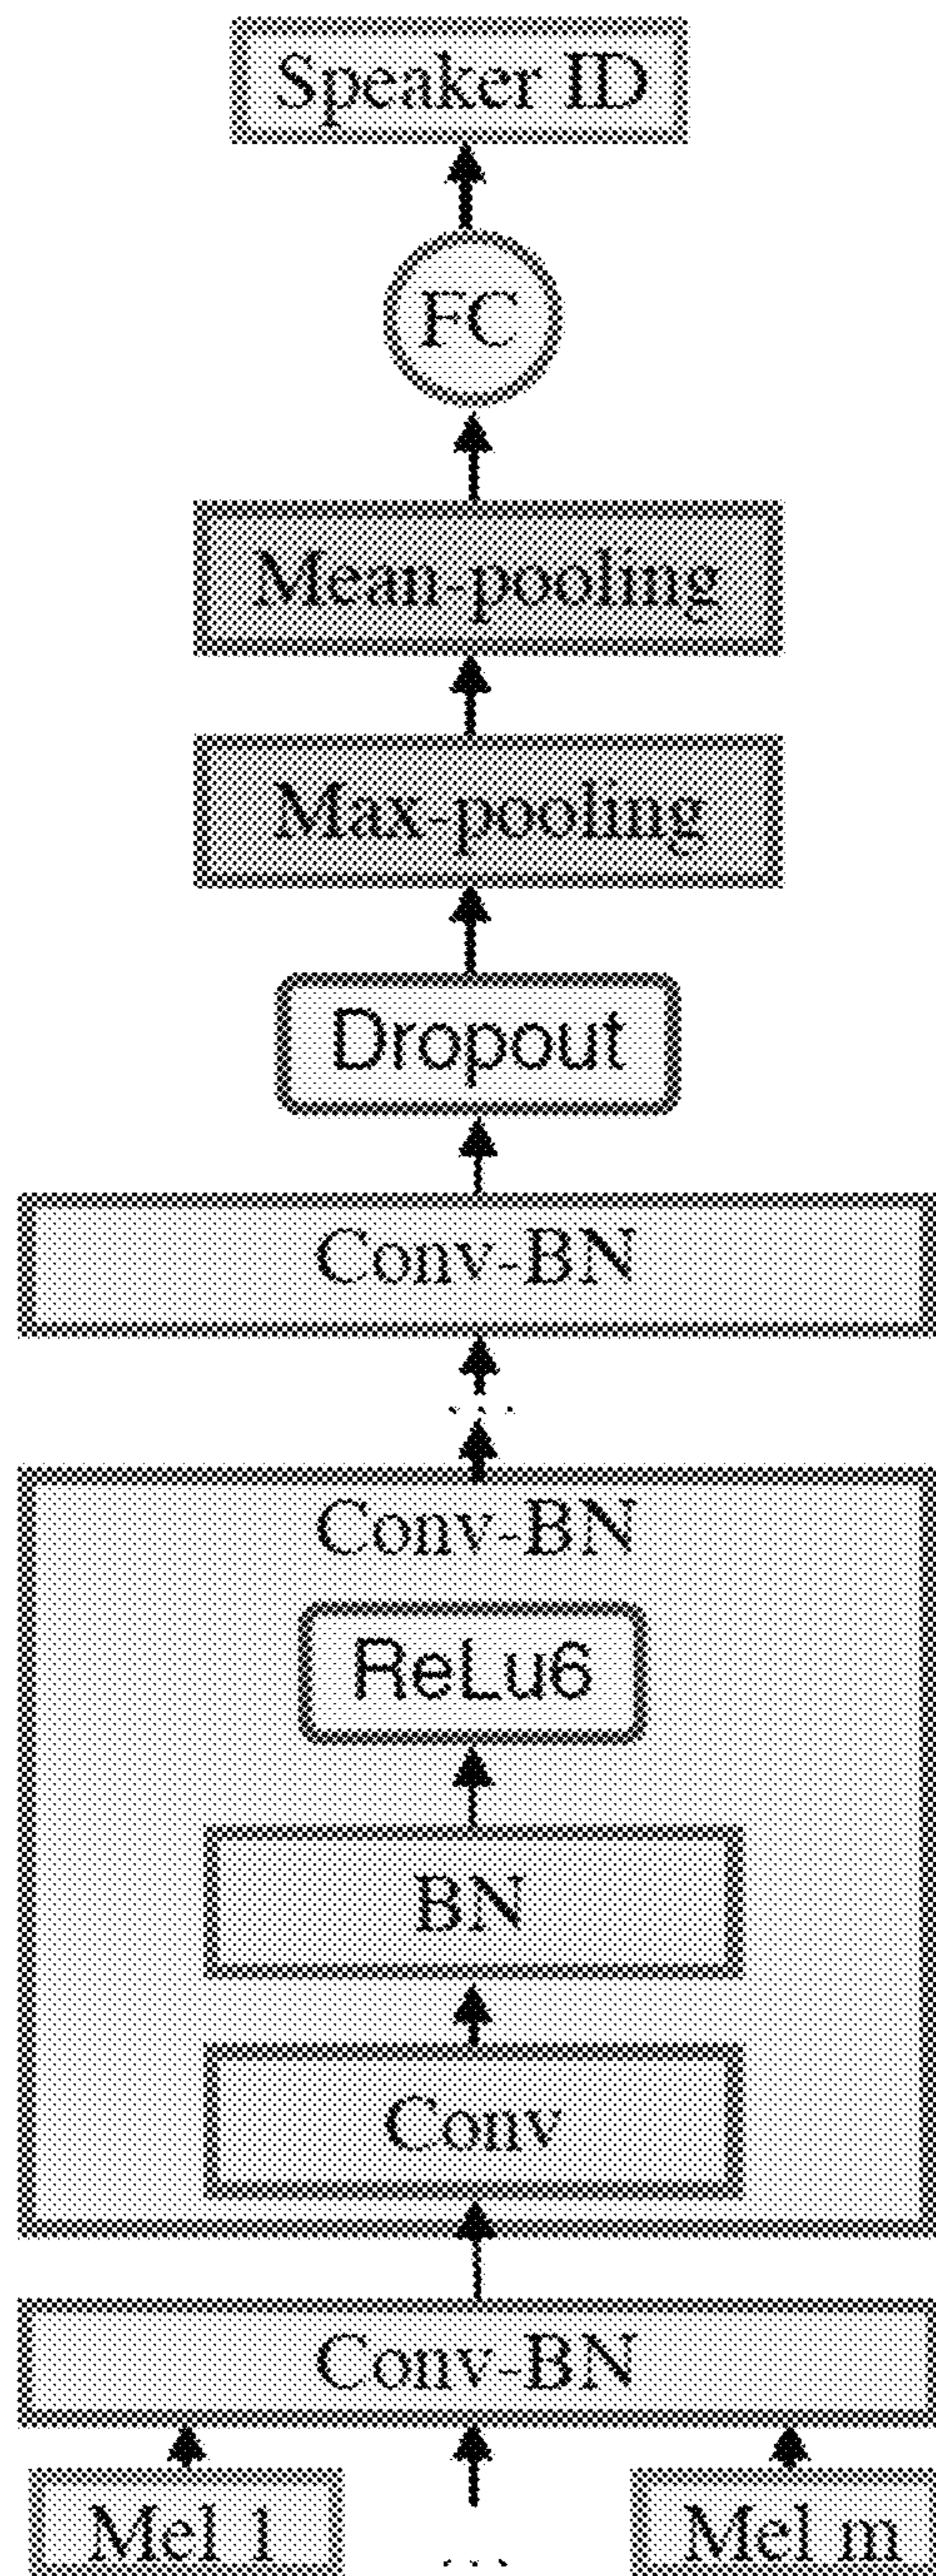 Speaker ID
FC
Mean-pooling
Max-pooling
Dropout
Conv-BN
...
Conv-BN
ReLu6
BN
Conv
Conv-BN
Mel 1 ... Mel m